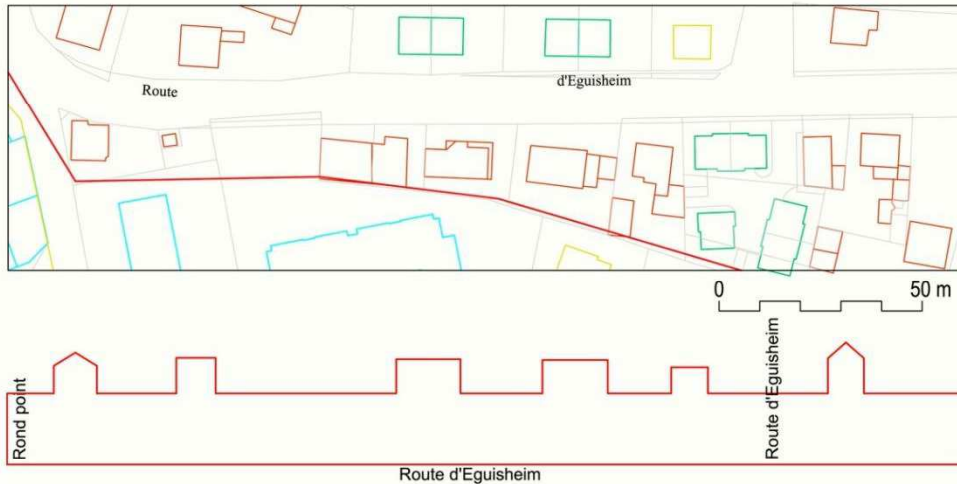 d'Eguisheim
Route
0 50 m
Rond point
Route d'Eguisheim
Route d'Eguisheim